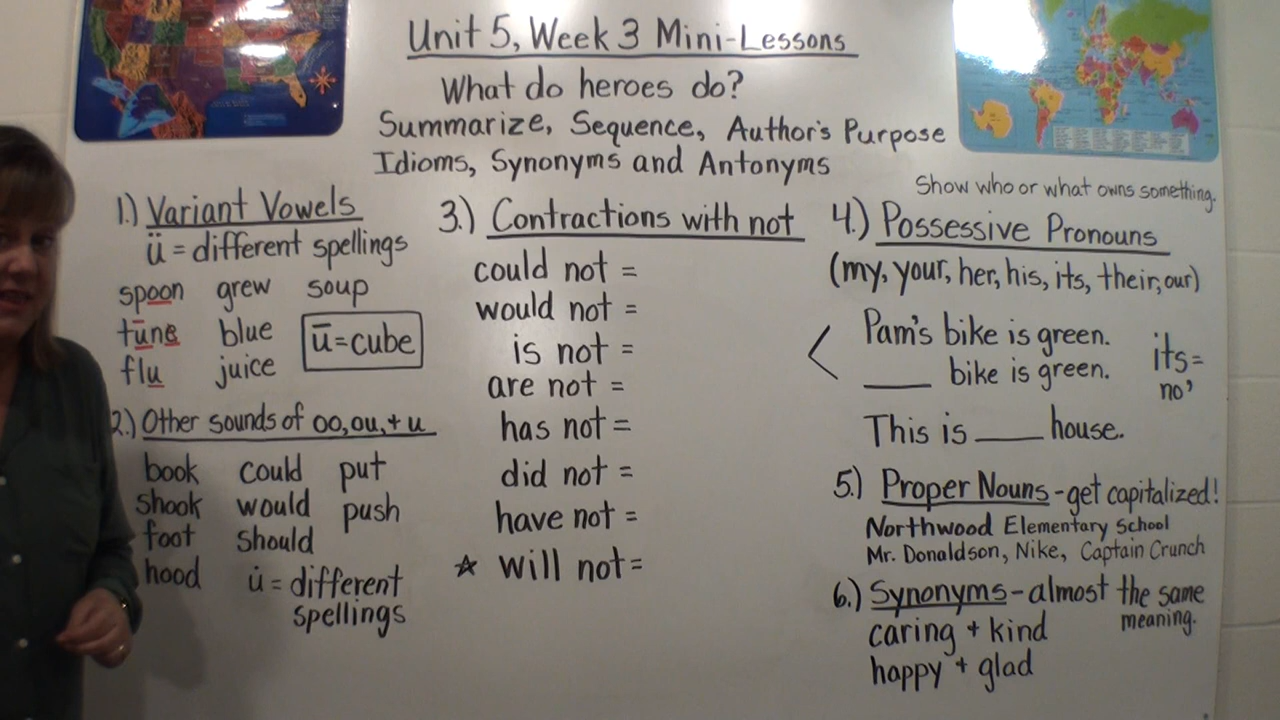 Unit 5, Week 3 Mini-Lessons
What do heroes do?
Summarize, Sequence, Author's Purpose
Idioms, Synonyms and Antonyms
1.) Variant Vowels
ü = different spellings
spoon grew soup
tūne blue ū=cube
flu juice
2.) Other sounds of oo, ou, + u
book could put
shook would push
foot should
hood u̇ = different
spellings
3.) Contractions with not
could not =
would not =
is not =
are not =
has not =
did not =
have not =
☆ will not =
Show who or what owns something.
4.) Possessive Pronouns
(my, your, her, his, its, their, our)
< Pam's bike is green.
____ bike is green.
its =
no '
This is ____ house.
5.) Proper Nouns - get capitalized!
Northwood Elementary School
Mr. Donaldson, Nike, Captain Crunch
6.) Synonyms - almost the same
meaning.
caring + kind
happy + glad